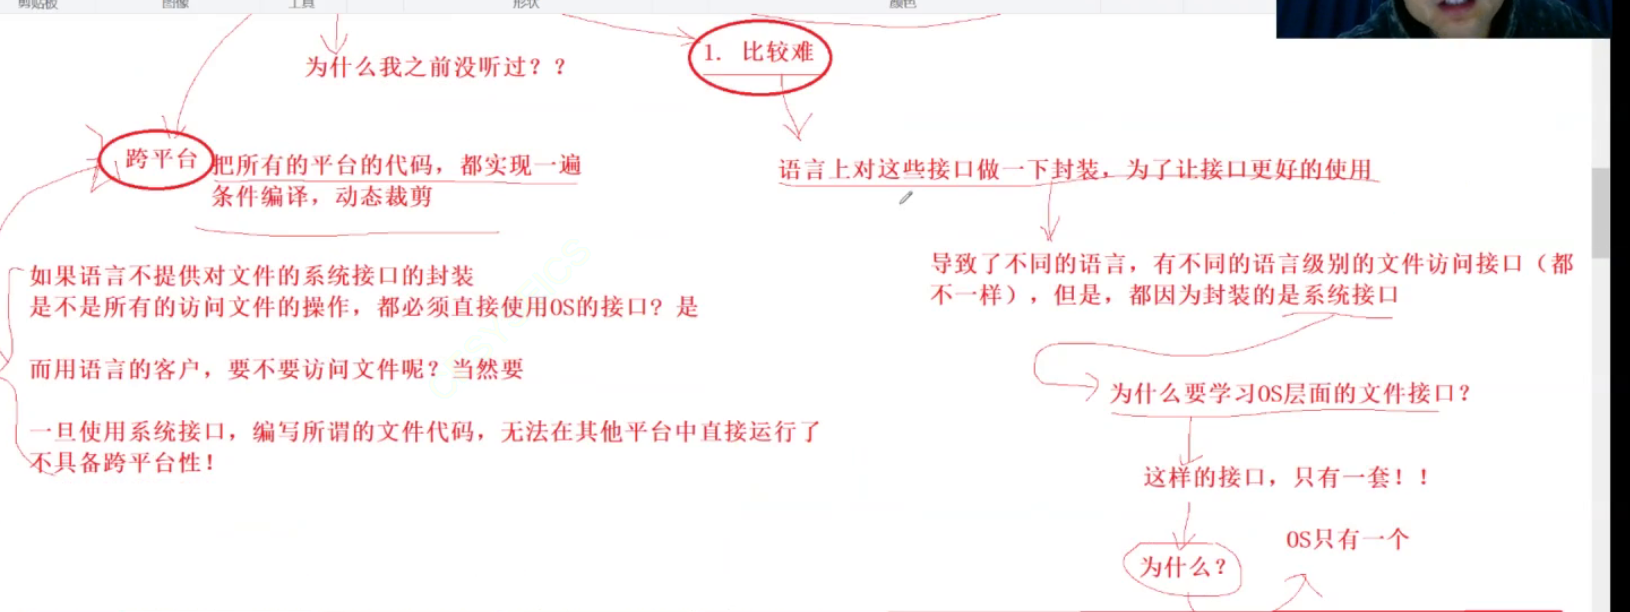 剪贴板
图像
工具
形状
颜色
为什么我之前没听过？？
1. 比较难
跨平台
把所有的平台的代码，都实现一遍
条件编译，动态裁剪
语言上对这些接口做一下封装，为了让接口更好的使用
如果语言不提供对文件的系统接口的封装
是不是所有的访问文件的操作，都必须直接使用OS的接口？是
而用语言的客户，要不要访问文件呢？当然要
一旦使用系统接口，编写所谓的文件代码，无法在其他平台中直接运行了
不具备跨平台性！
导致了不同的语言，有不同的语言级别的文件访问接口（都
不一样），但是，都因为封装的是系统接口
为什么要学习OS层面的文件接口？
这样的接口，只有一套！！
OS只有一个
为什么？